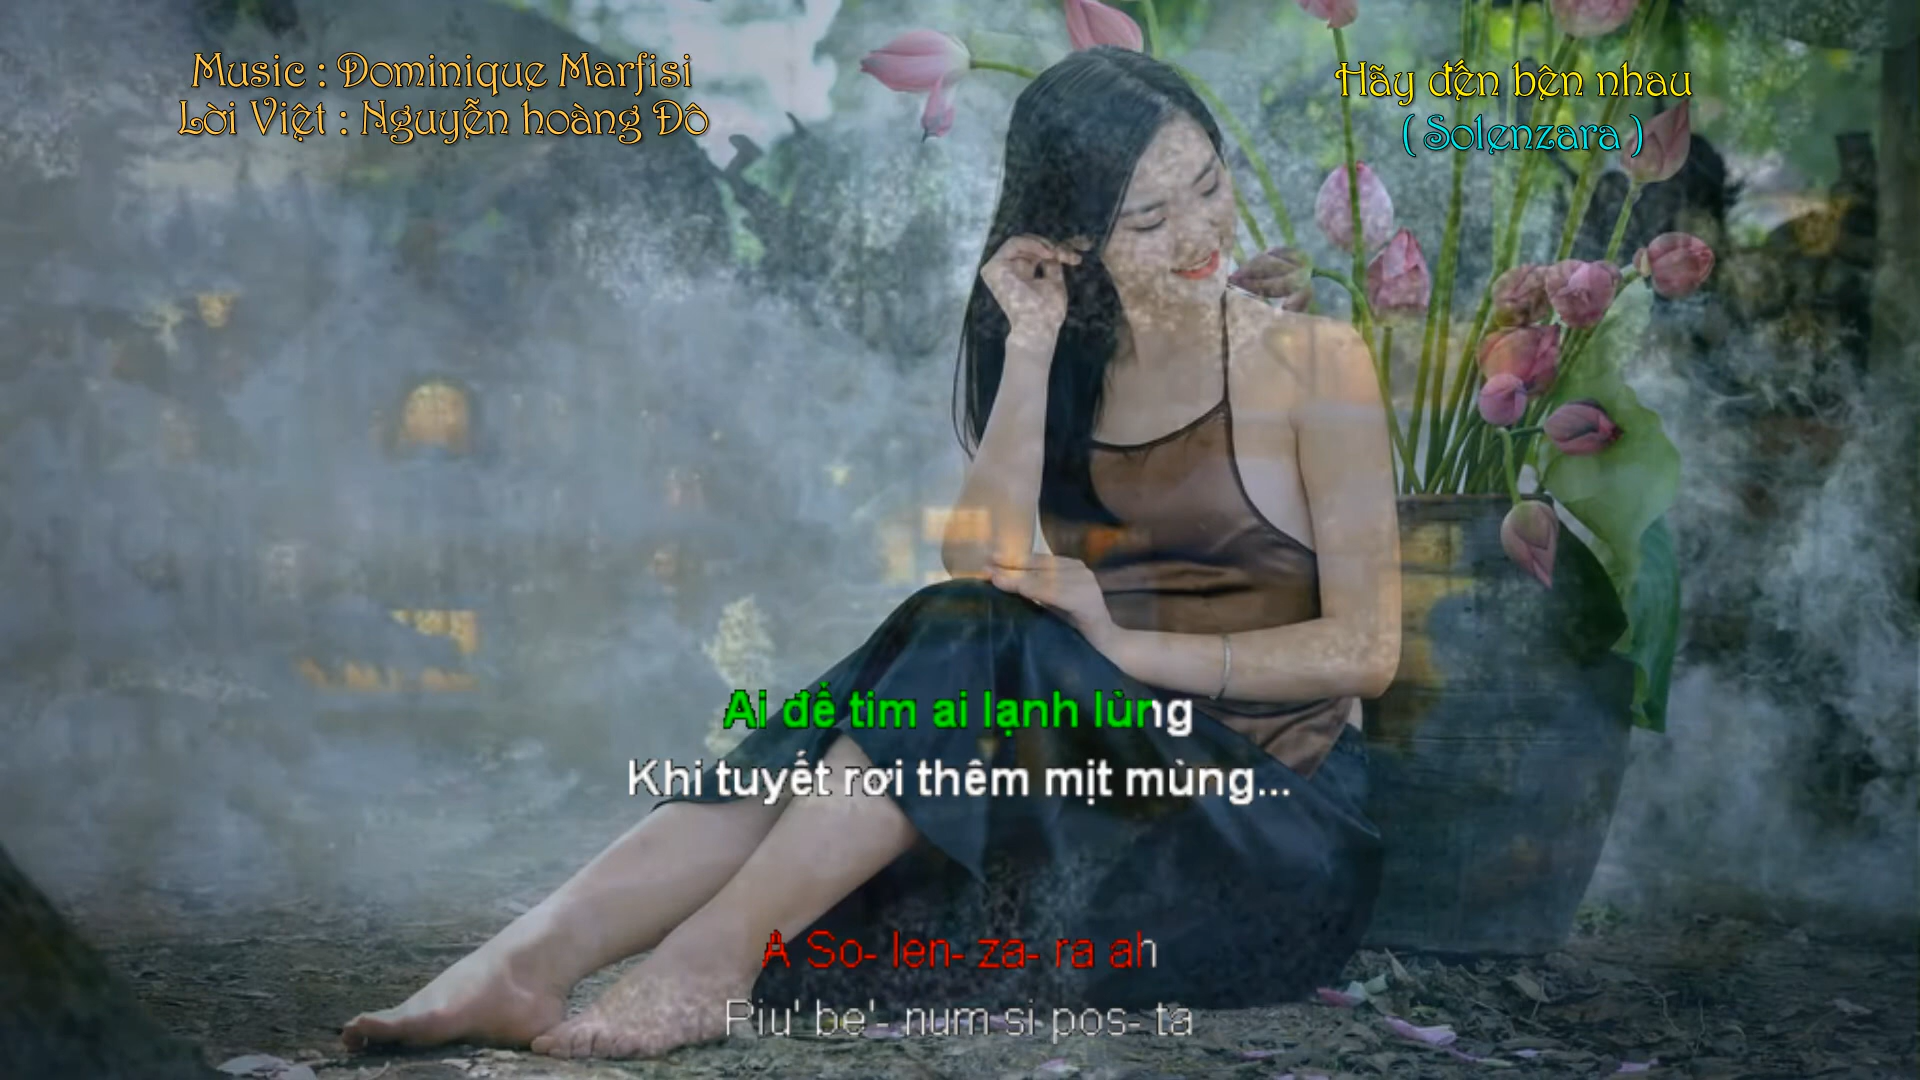 Music : Dominique Marfisi
Lời Việt : Nguyễn hoàng Đô
Hãy đến bên nhau
( Solenzara )
Ai để tim ai lạnh lùng
Khi tuyết rơi thêm mịt mùng...
A So- len- za- ra ah
Piu' be'- num si pos- ta